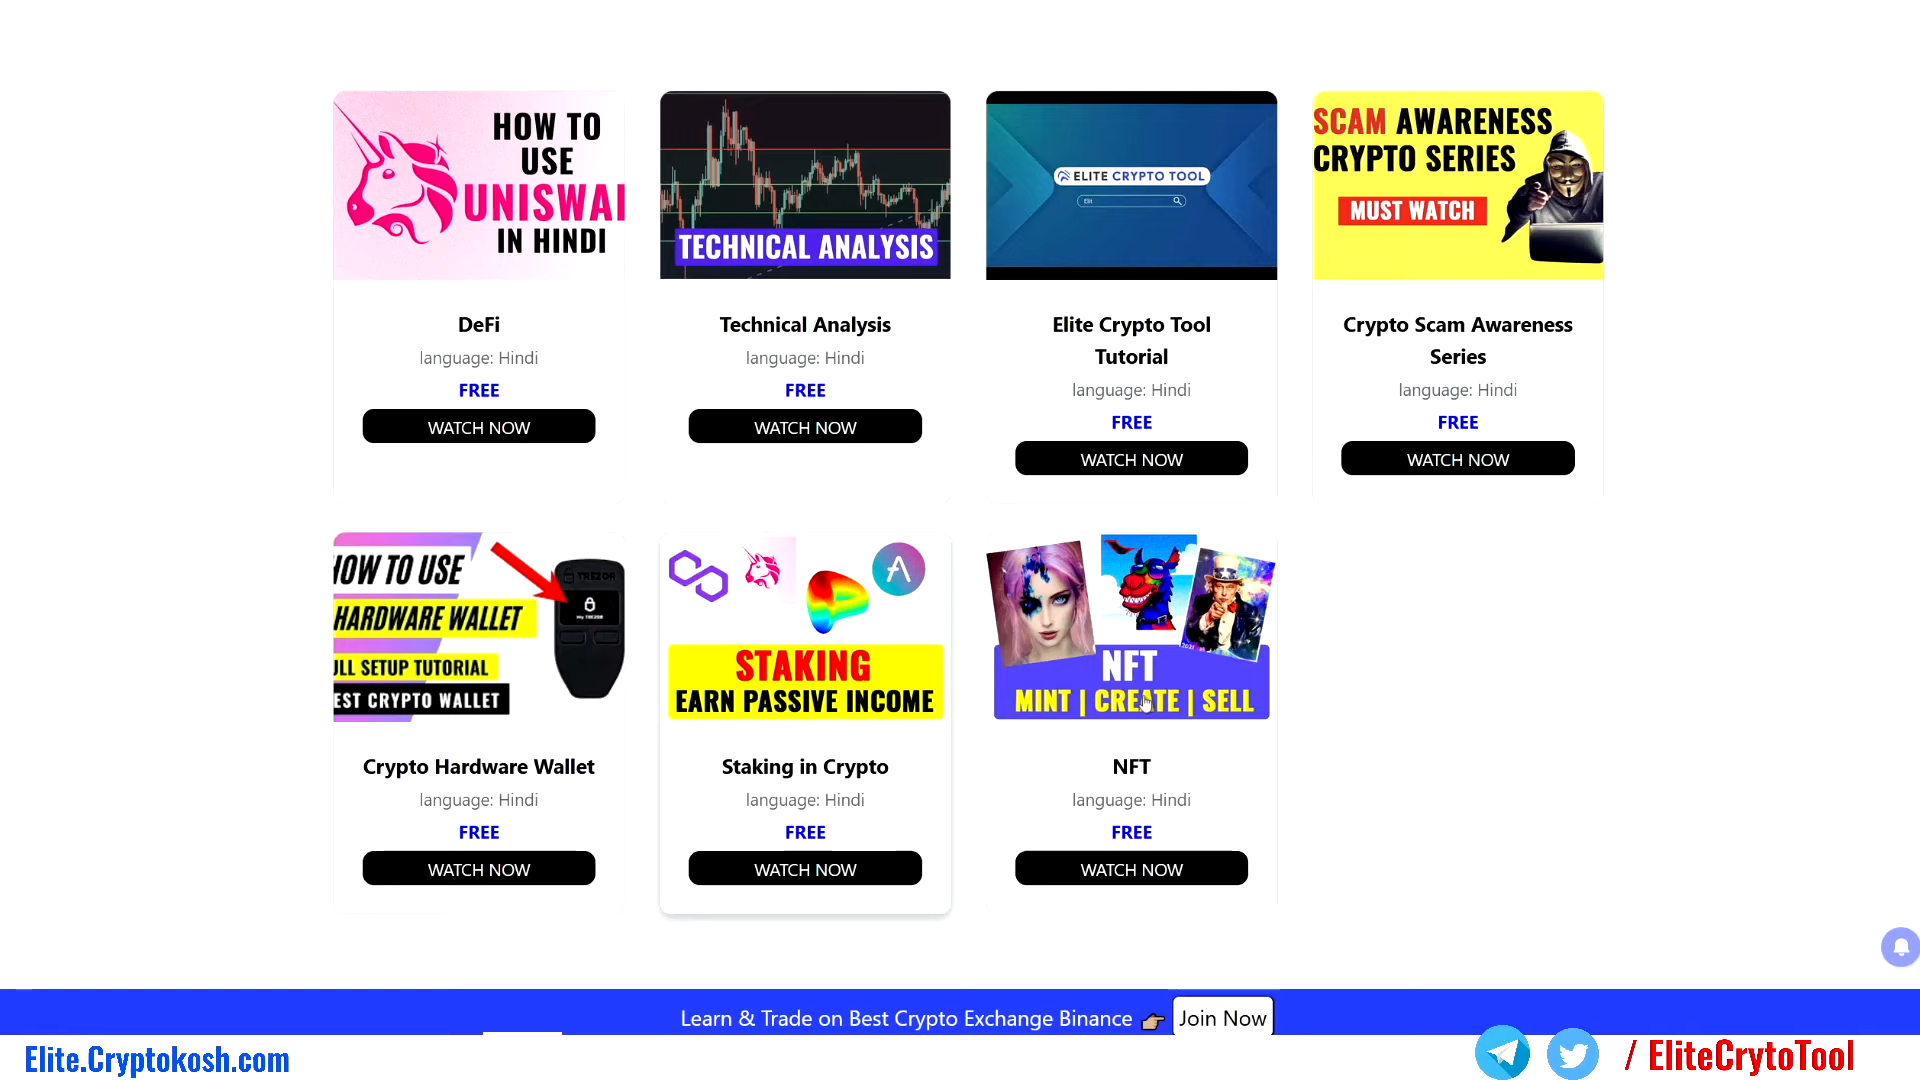 HOW TO
USE
UNISWA
IN HINDI
TECHNICAL ANALYSIS
ELITE CRYPTO TOOL
SCAM AWARENESS
CRYPTO SERIES
MUST WATCH
DeFi
language: Hindi
FREE
WATCH NOW
Technical Analysis
language: Hindi
FREE
WATCH NOW
Elite Crypto Tool
Tutorial
language: Hindi
FREE
WATCH NOW
Crypto Scam Awareness
Series
language: Hindi
FREE
WATCH NOW
HOW TO USE
HARDWARE WALLET
ULL SETUP TUTORIAL
EST CRYPTO WALLET
TREZOR
My TREZOR
STAKING
EARN PASSIVE INCOME
NFT
MINT | CREATE | SELL
Crypto Hardware Wallet
language: Hindi
FREE
WATCH NOW
Staking in Crypto
language: Hindi
FREE
WATCH NOW
NFT
language: Hindi
FREE
WATCH NOW
Learn & Trade on Best Crypto Exchange Binance 👉 Join Now
Elite.Cryptokosh.com
/ EliteCrytoTool